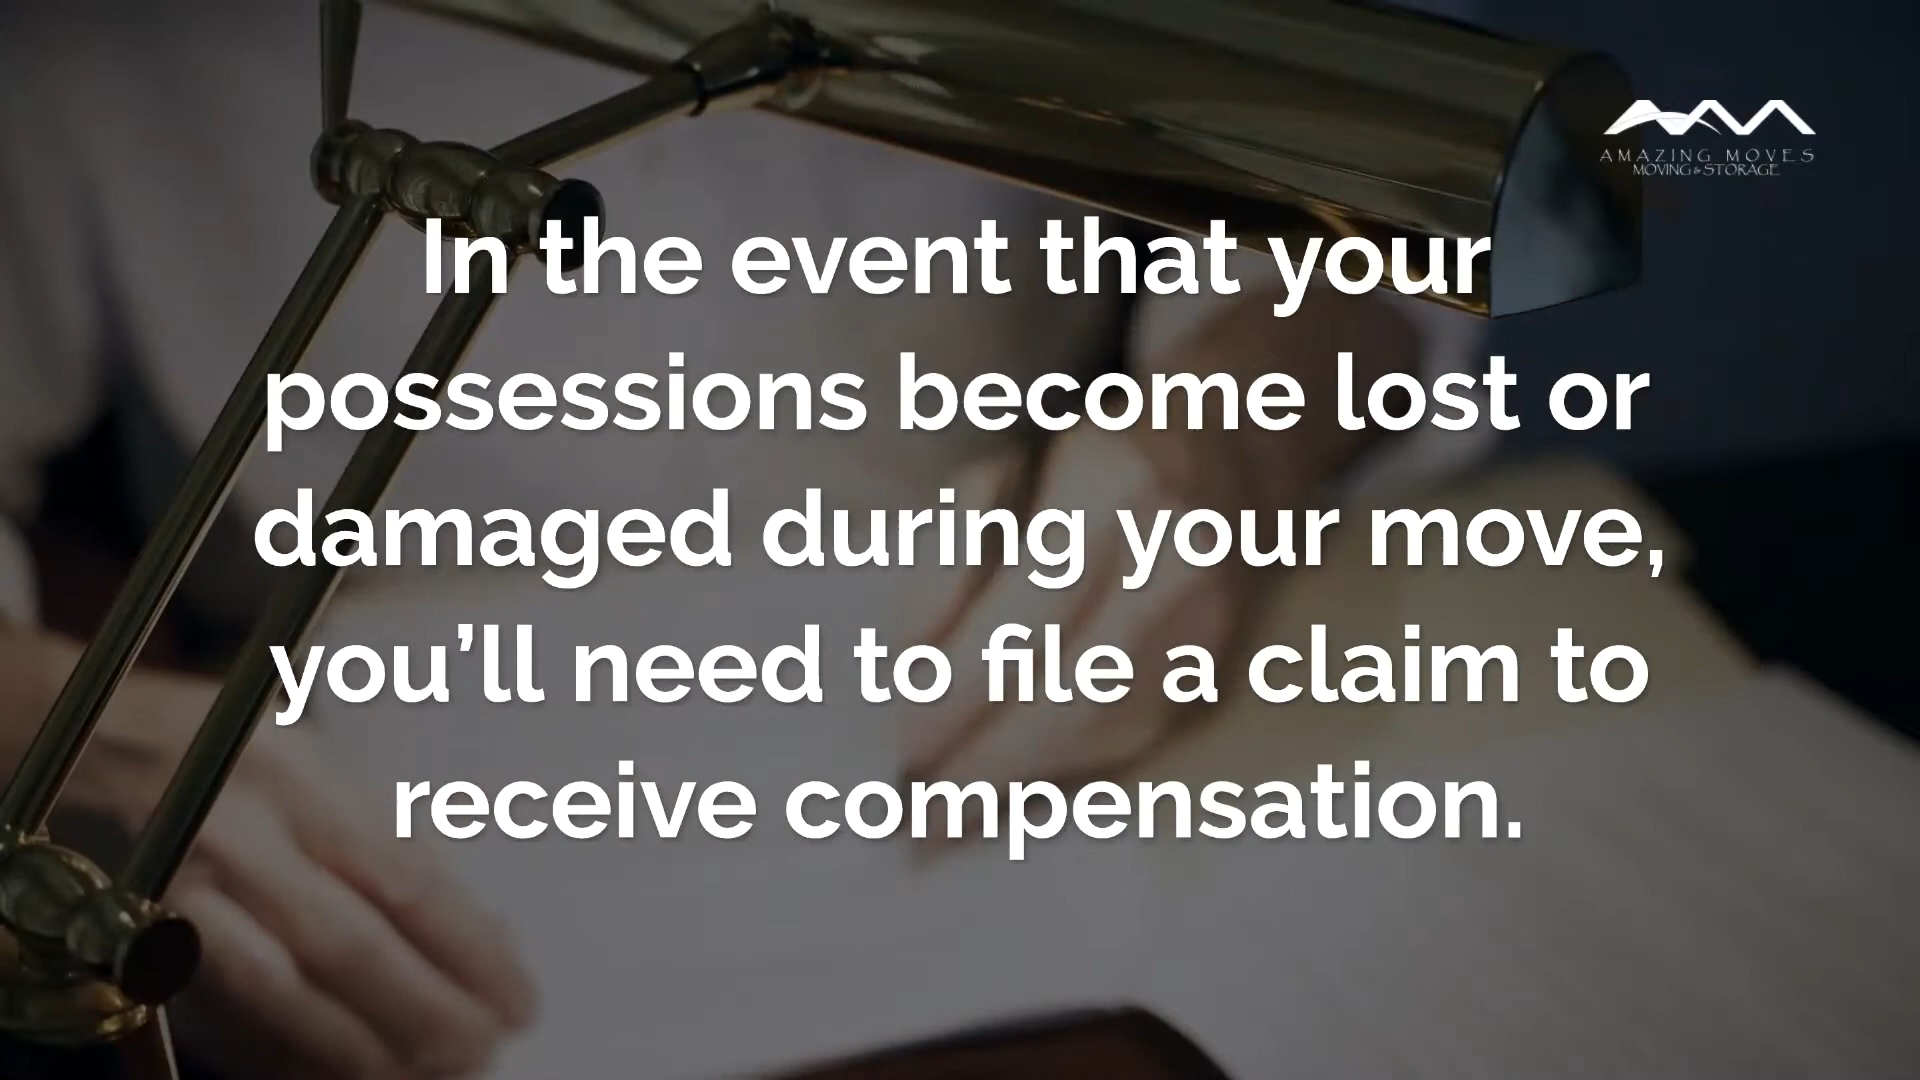 AMAZING MOVES
MOVING & STORAGE
In the event that your
possessions become lost or
damaged during your move,
you’ll need to file a claim to
receive compensation.